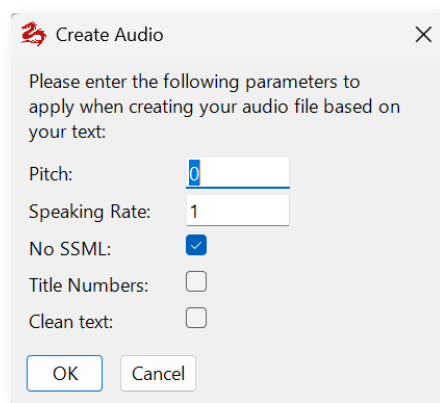 Create Audio
Please enter the following parameters to
apply when creating your audio file based on
your text:
Pitch: 0
Speaking Rate: 1
No SSML:
Title Numbers:
Clean text:
OK Cancel